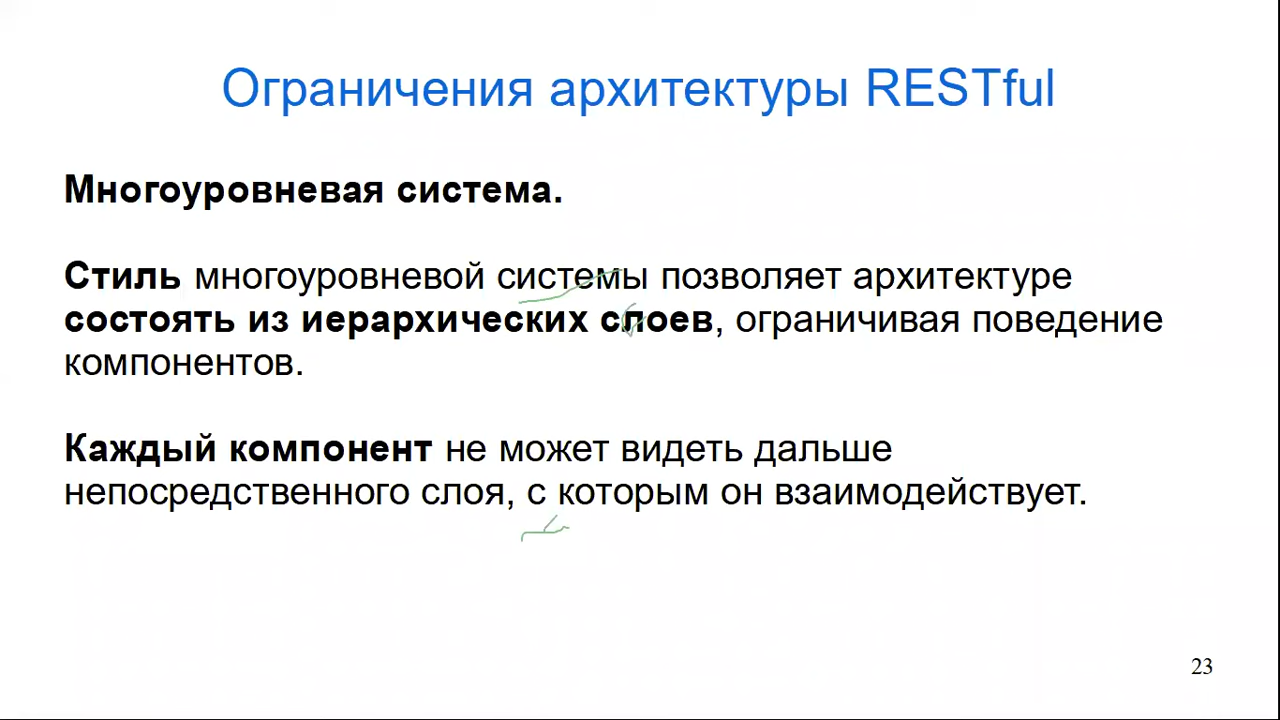 Ограничения архитектуры RESTful
Многоуровневая система.
Стиль многоуровневой системы позволяет архитектуре
состоять из иерархических слоев, ограничивая поведение
компонентов.
Каждый компонент не может видеть дальше
непосредственного слоя, с которым он взаимодействует.
23